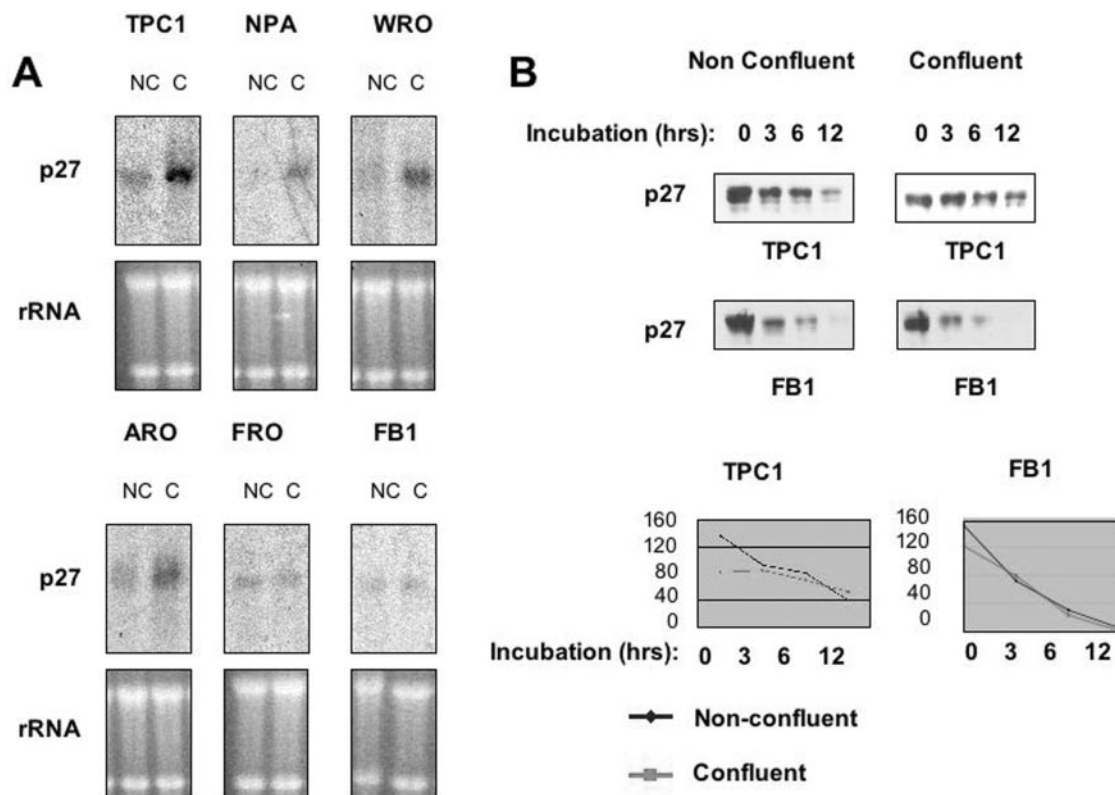 A
TPC1 NPA WRO
NC C NC C NC C
p27
rRNA
ARO FRO FB1
NC C NC C NC C
p27
rRNA
B
Non Confluent Confluent
Incubation (hrs): 0 3 6 12 0 3 6 12
p27
TPC1 TPC1
p27
FB1 FB1
TPC1 FB1
160 160
120 120
80 80
40 40
0 0
Incubation (hrs): 0 3 6 12 0 3 6 12
Non-confluent
Confluent